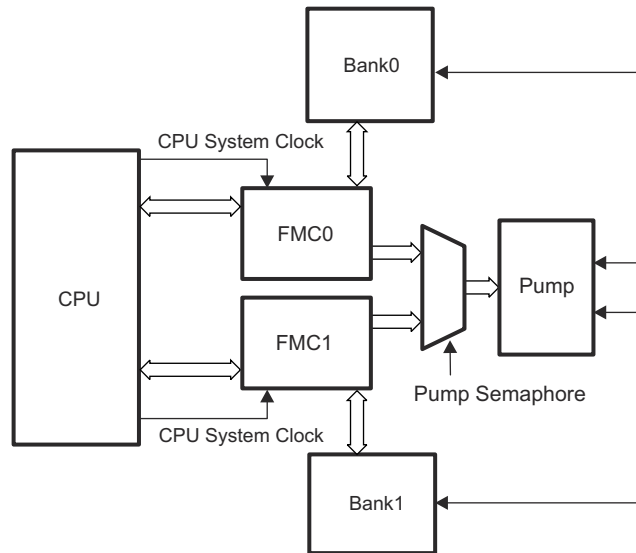 Bank0
CPU System Clock
FMC0
CPU
Pump
FMC1
Pump Semaphore
CPU System Clock
Bank1